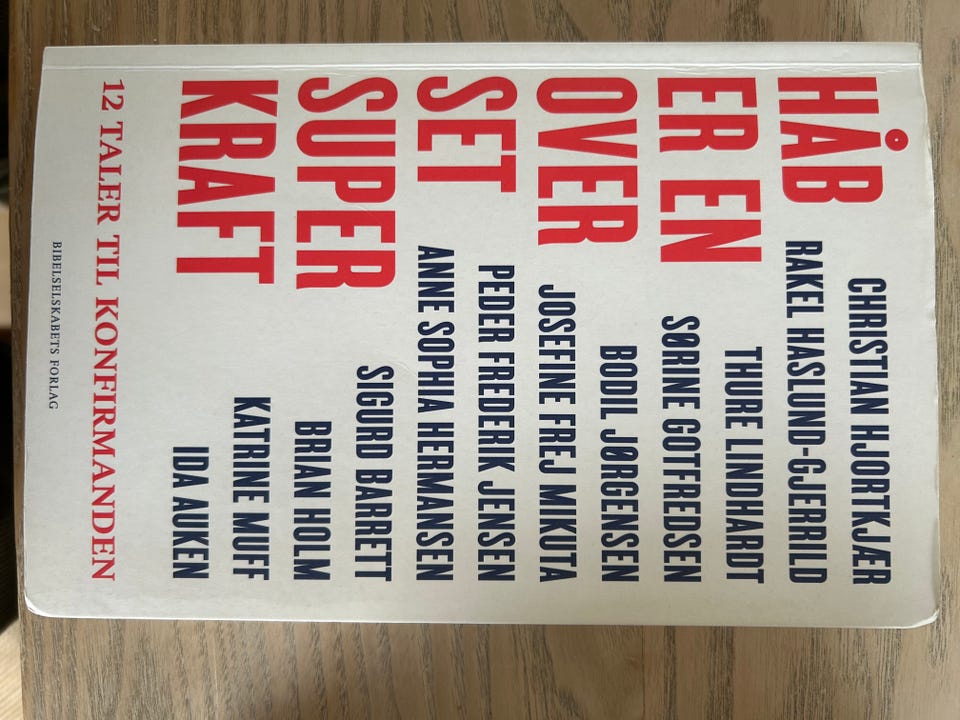 HÅB
CHRISTIAN HJORTKJÆR
RAKEL HASLUND-GJERRILD
ER EN
THURE LINDHARDT
SØRINE GOTFREDSEN
OVER
BODIL JØRGENSEN
JOSEFINE FREJ MIKUTA
SET
PEDER FREDERIK JENSEN
ANNE SOPHIA HERMANSEN
SUPER
SIGURD BARRETT
BRIAN HOLM
KRAFT
KATRINE MUFF
IDA AUKEN
12 TALER TIL KONFIRMANDEN
BIBELSELSKABETS FORLAG